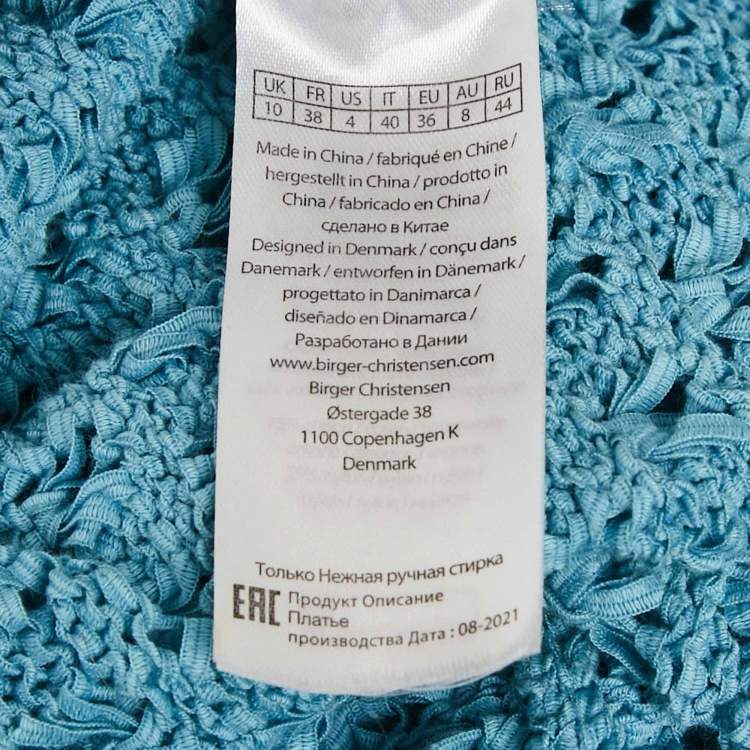 UK FR US IT EU AU RU
10 38 4 40 36 8 44
Made in China / fabriqué en Chine /
hergestellt in China / prodotto in
China / fabricado en China /
сделано в Китае
Designed in Denmark / conçu dans
Danemark / entworfen in Dänemark /
progettato in Danimarca /
diseñado en Dinamarca /
Разработано в Дании
www.birger-christensen.com
Birger Christensen
Østergade 38
1100 Copenhagen K
Denmark
Только Нежная ручная стирка
EAC Продукт Описание
Платье
производства Дата : 08-2021